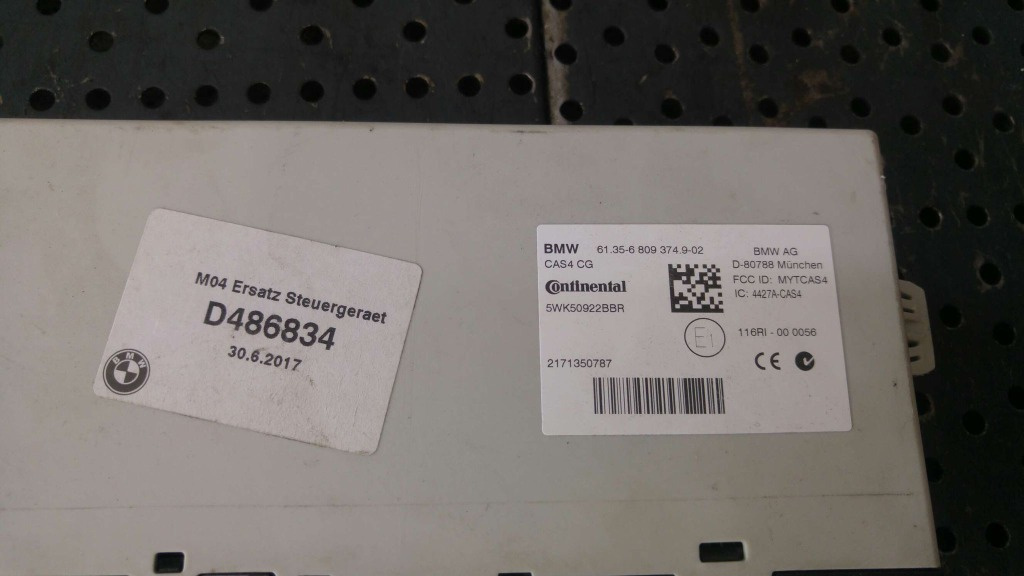 M04 Ersatz Steuergeraet
D486834
30.6.2017
BMW
BMW 61.35-6 809 374.9-02
CAS4 CG
Continental
5WK50922BBR
2171350787
BMW AG
D-80788 München
FCC ID: MYTCAS4
IC: 4427A-CAS4
E1
116RI - 00 0056
CE